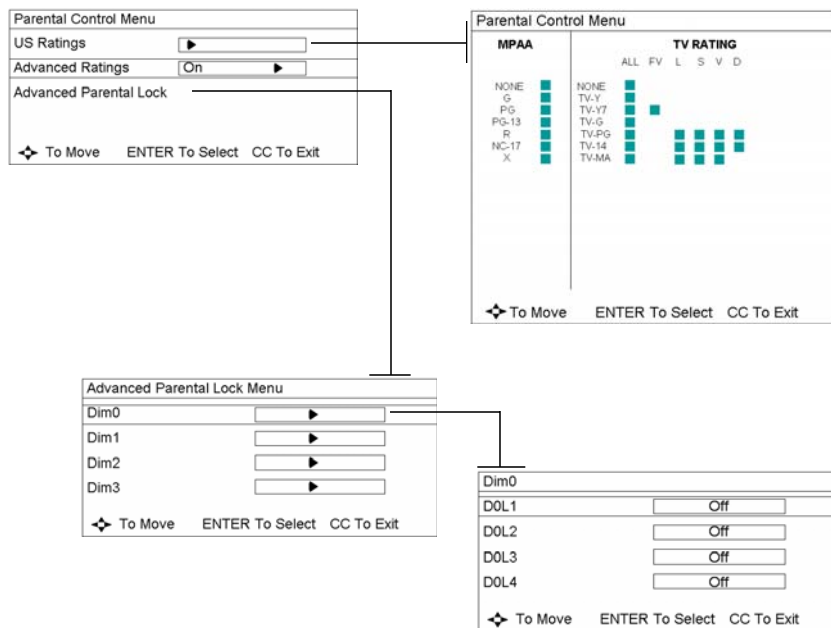 Parental Control Menu
US Ratings
Advanced Ratings On
Advanced Parental Lock
To Move ENTER To Select CC To Exit
Parental Control Menu
MPAA TV RATING
ALL FV L S V D
NONE NONE
G TV-Y
PG TV-Y7
PG-13 TV-G
R TV-PG
NC-17 TV-14
X TV-MA
To Move ENTER To Select CC To Exit
Advanced Parental Lock Menu
Dim0
Dim1
Dim2
Dim3
To Move ENTER To Select CC To Exit
Dim0
D0L1 Off
D0L2 Off
D0L3 Off
D0L4 Off
To Move ENTER To Select CC To Exit